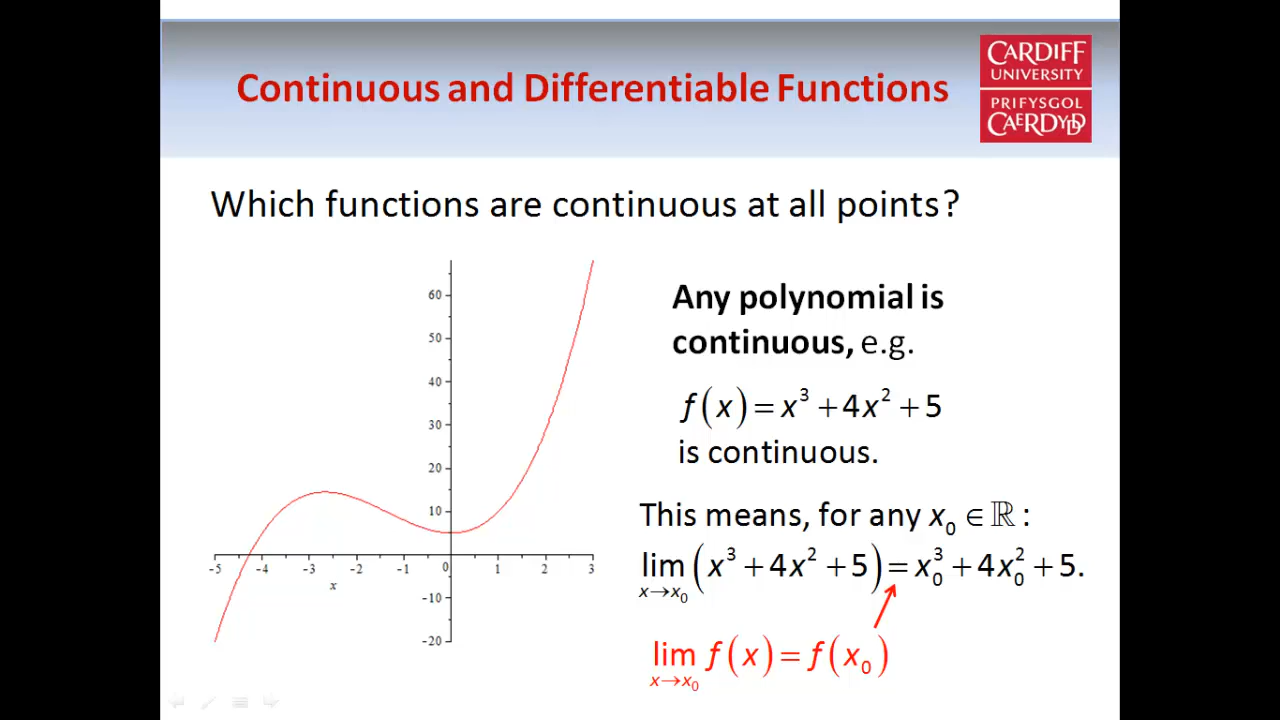 Continuous and Differentiable Functions
CARDIFF
UNIVERSITY
PRIFYSGOL
CAERDYDD
Which functions are continuous at all points?
60
50
40
30
20
10
-5 -4 -3 -2 -1 0 1 2 3
x
-10
-20
Any polynomial is
continuous, e.g.
f(x) = x³ + 4x² + 5
is continuous.
This means, for any x₀ ∈ ℝ :
lim (x³ + 4x² + 5) = x₀³ + 4x₀² + 5.
x→x₀
lim f(x) = f(x₀)
x→x₀